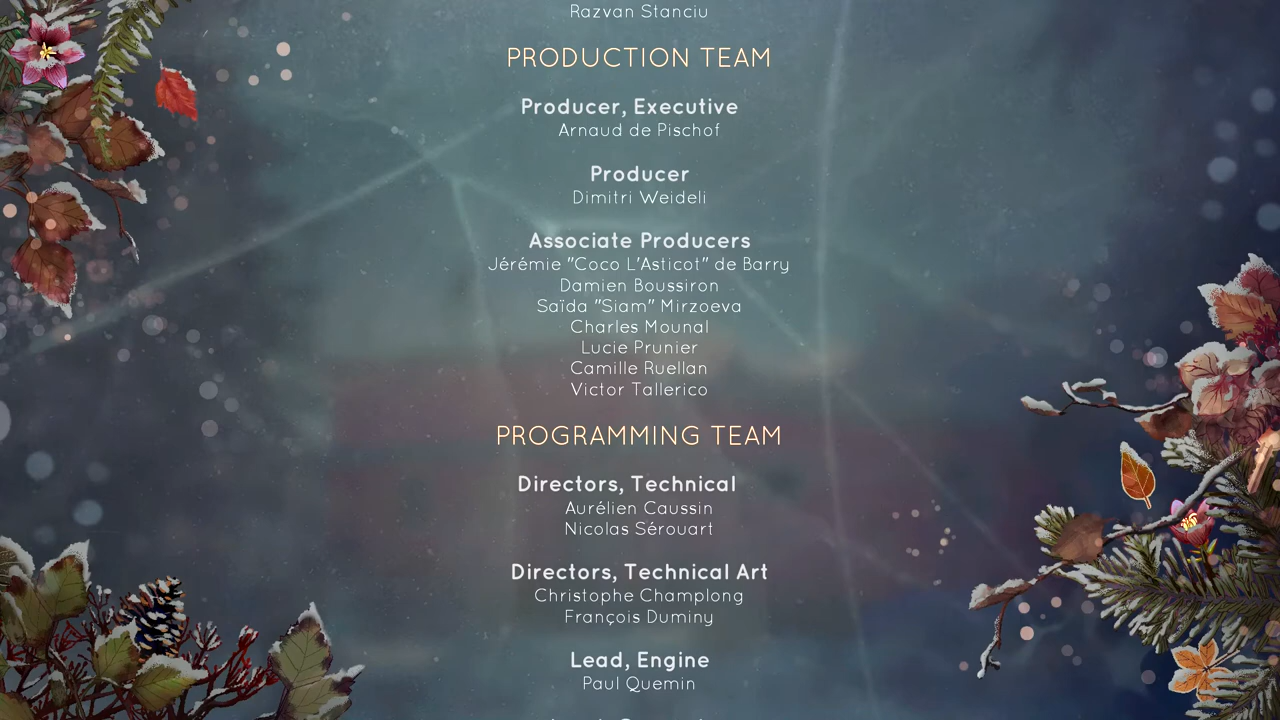 Razvan Stanciu
PRODUCTION TEAM
Producer, Executive
Arnaud de Pischof
Producer
Dimitri Weideli
Associate Producers
Jérémie "Coco L'Asticot" de Barry
Damien Boussiron
Saïda "Siam" Mirzoeva
Charles Mounal
Lucie Prunier
Camille Ruellan
Victor Tallerico
PROGRAMMING TEAM
Directors, Technical
Aurélien Caussin
Nicolas Sérouart
Directors, Technical Art
Christophe Champlong
François Duminy
Lead, Engine
Paul Quemin